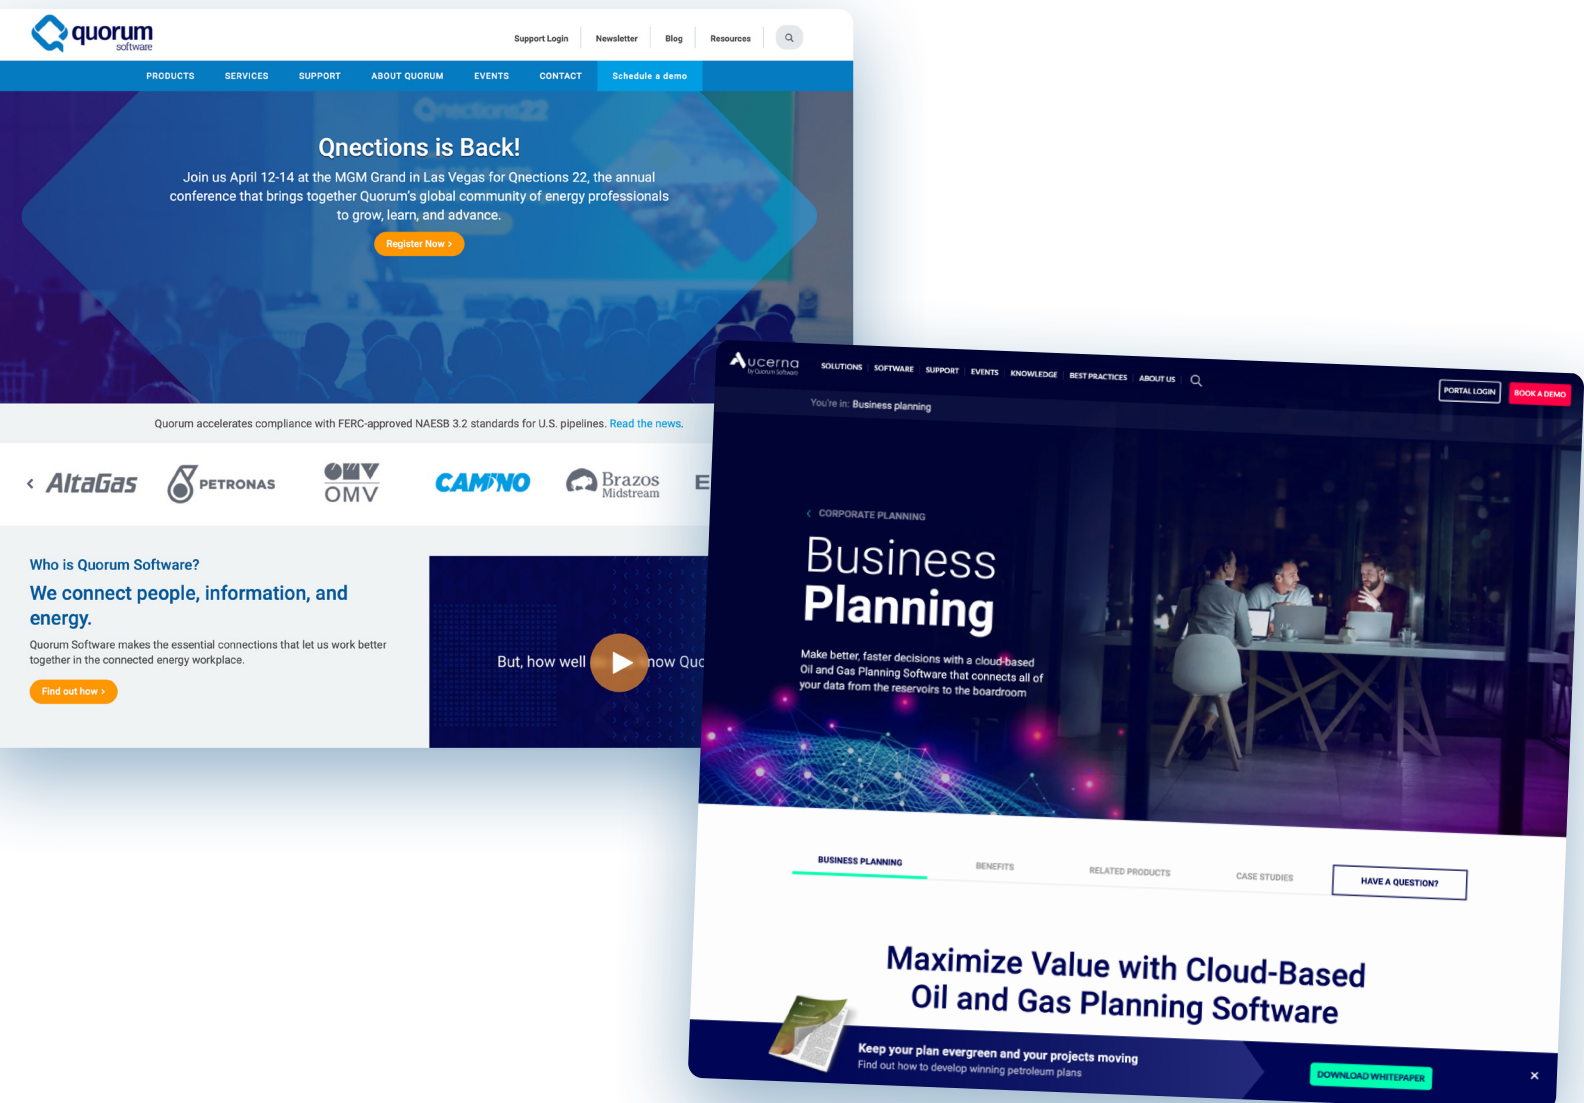 quorum
software
Support Login
Newsletter
Blog
Resources
PRODUCTS
SERVICES
SUPPORT
ABOUT QUORUM
EVENTS
CONTACT
Schedule a demo
Qnections22
Qnections is Back!
Join us April 12-14 at the MGM Grand in Las Vegas for Qnections 22, the annual
conference that brings together Quorum's global community of energy professionals
to grow, learn, and advance.
Register Now >
Quorum accelerates compliance with FERC-approved NAESB 3.2 standards for U.S. pipelines. Read the news.
AltaGas
PETRONAS
OMV
OMV
CAMINO
Brazos
Midstream
E
Who is Quorum Software?
We connect people, information, and
energy.
Quorum Software makes the essential connections that let us work better
together in the connected energy workplace.
Find out how >
But, how well now Quo
Aucerna
by Quorum Software
SOLUTIONS
SOFTWARE
SUPPORT
EVENTS
KNOWLEDGE
BEST PRACTICES
ABOUT US
PORTAL LOGIN
BOOK A DEMO
You're in: Business planning
CORPORATE PLANNING
Business
Planning
Make better, faster decisions with a cloud-based
Oil and Gas Planning Software that connects all of
your data from the reservoirs to the boardroom
BUSINESS PLANNING
BENEFITS
RELATED PRODUCTS
CASE STUDIES
HAVE A QUESTION?
Maximize Value with Cloud-Based
Oil and Gas Planning Software
Keep your plan evergreen and your projects moving
Find out how to develop winning petroleum plans
DOWNLOAD WHITEPAPER